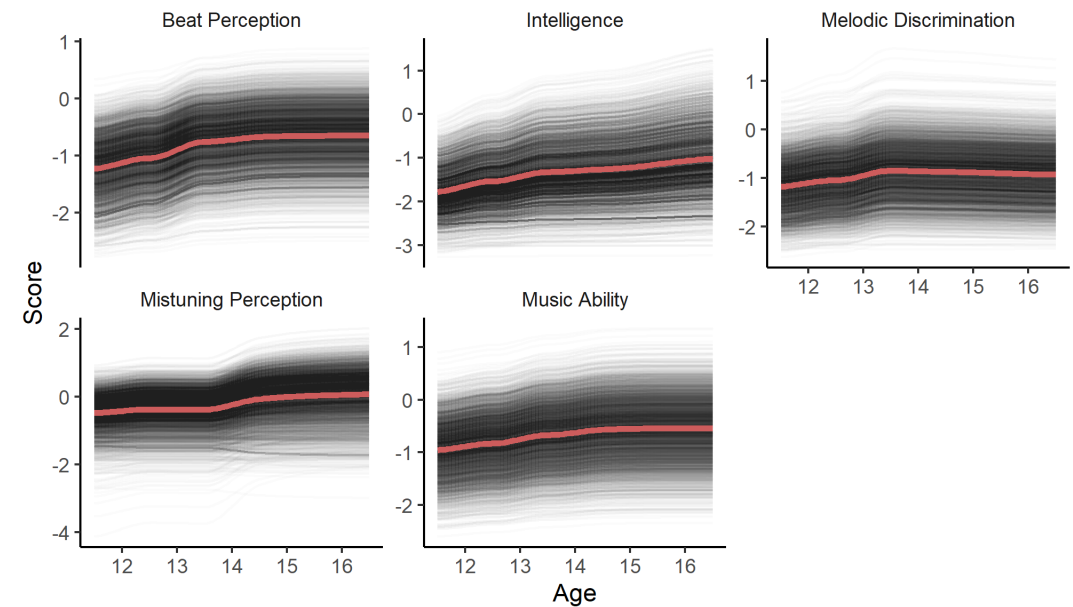 Beat Perception
Intelligence
Melodic Discrimination
1
0
-1
-2
1
0
-1
-2
-3
1
0
-1
-2
12 13 14 15 16
Score
Mistuning Perception
Music Ability
2
0
-2
-4
1
0
-1
-2
12 13 14 15 16
12 13 14 15 16
Age